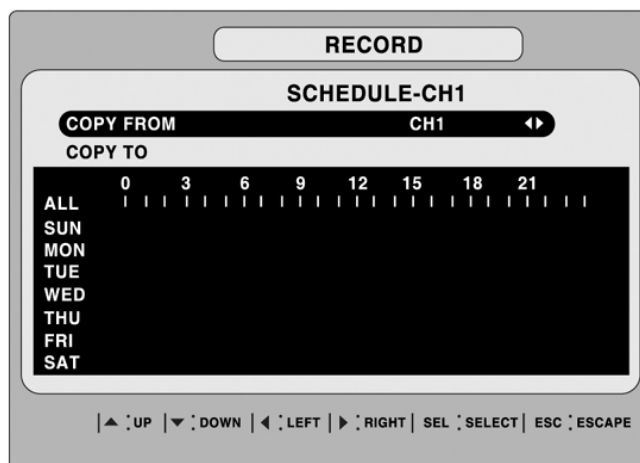 RECORD
SCHEDULE-CH1
COPY FROM CH1
COPY TO
0 3 6 9 12 15 18 21
ALL
SUN
MON
TUE
WED
THU
FRI
SAT
▲ : UP | ▼ : DOWN | ◀ : LEFT | ▶ : RIGHT | SEL : SELECT | ESC : ESCAPE